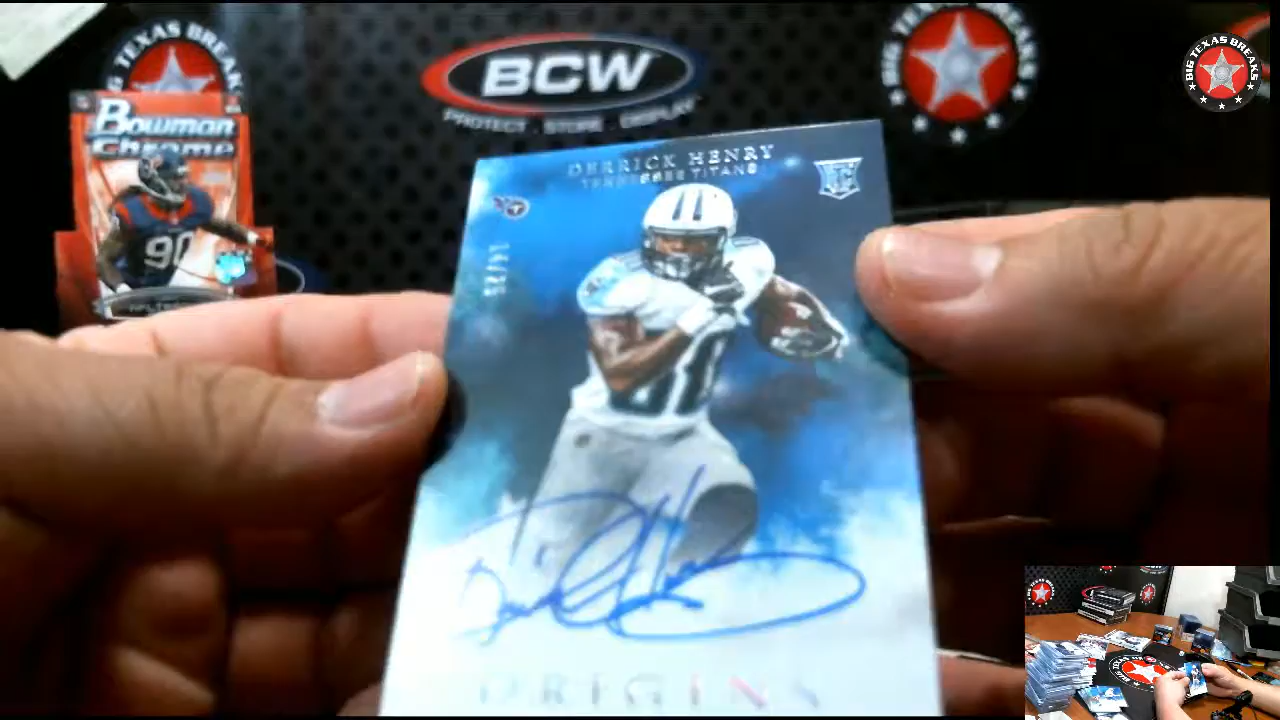 BIG TEXAS BREAKS
Bowman
Chrome
90
BCW
PROTECT . STORE . DISPLAY
BIG TEXAS BREAKS
DERRICK HENRY
TENNESSEE TITANS
RC
ORIGINS